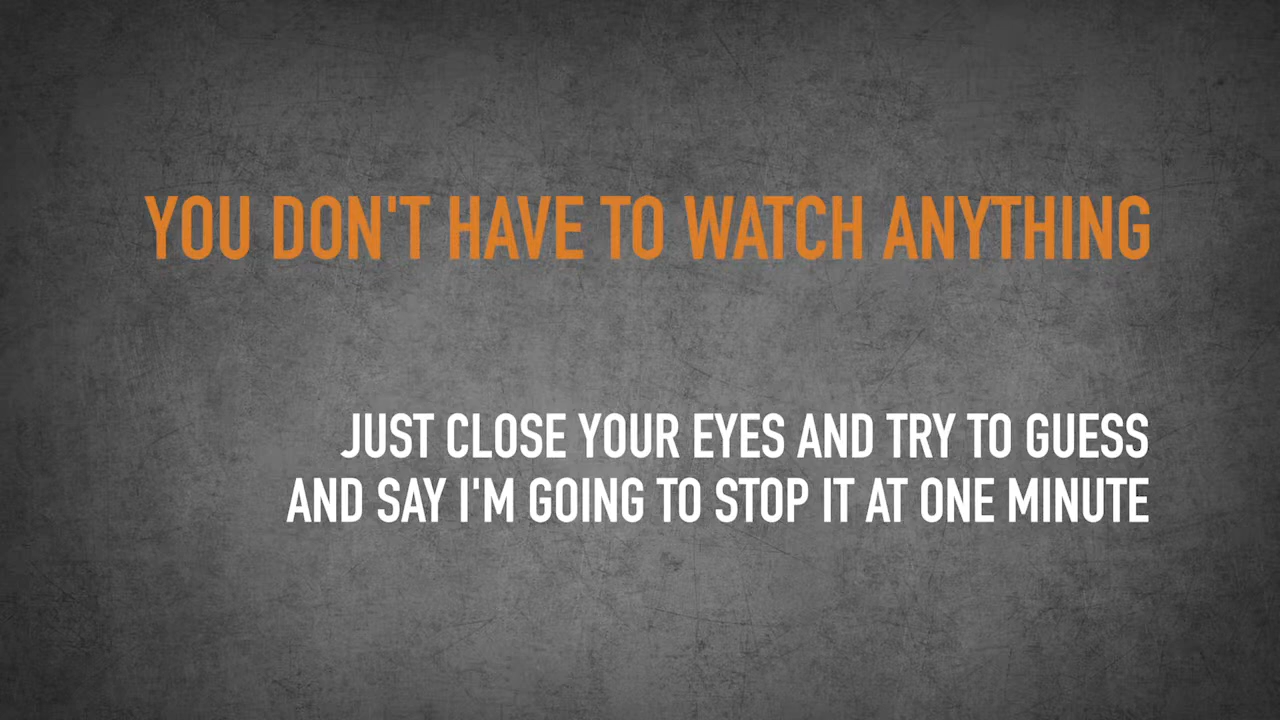 YOU DON'T HAVE TO WATCH ANYTHING
JUST CLOSE YOUR EYES AND TRY TO GUESS
AND SAY I'M GOING TO STOP IT AT ONE MINUTE